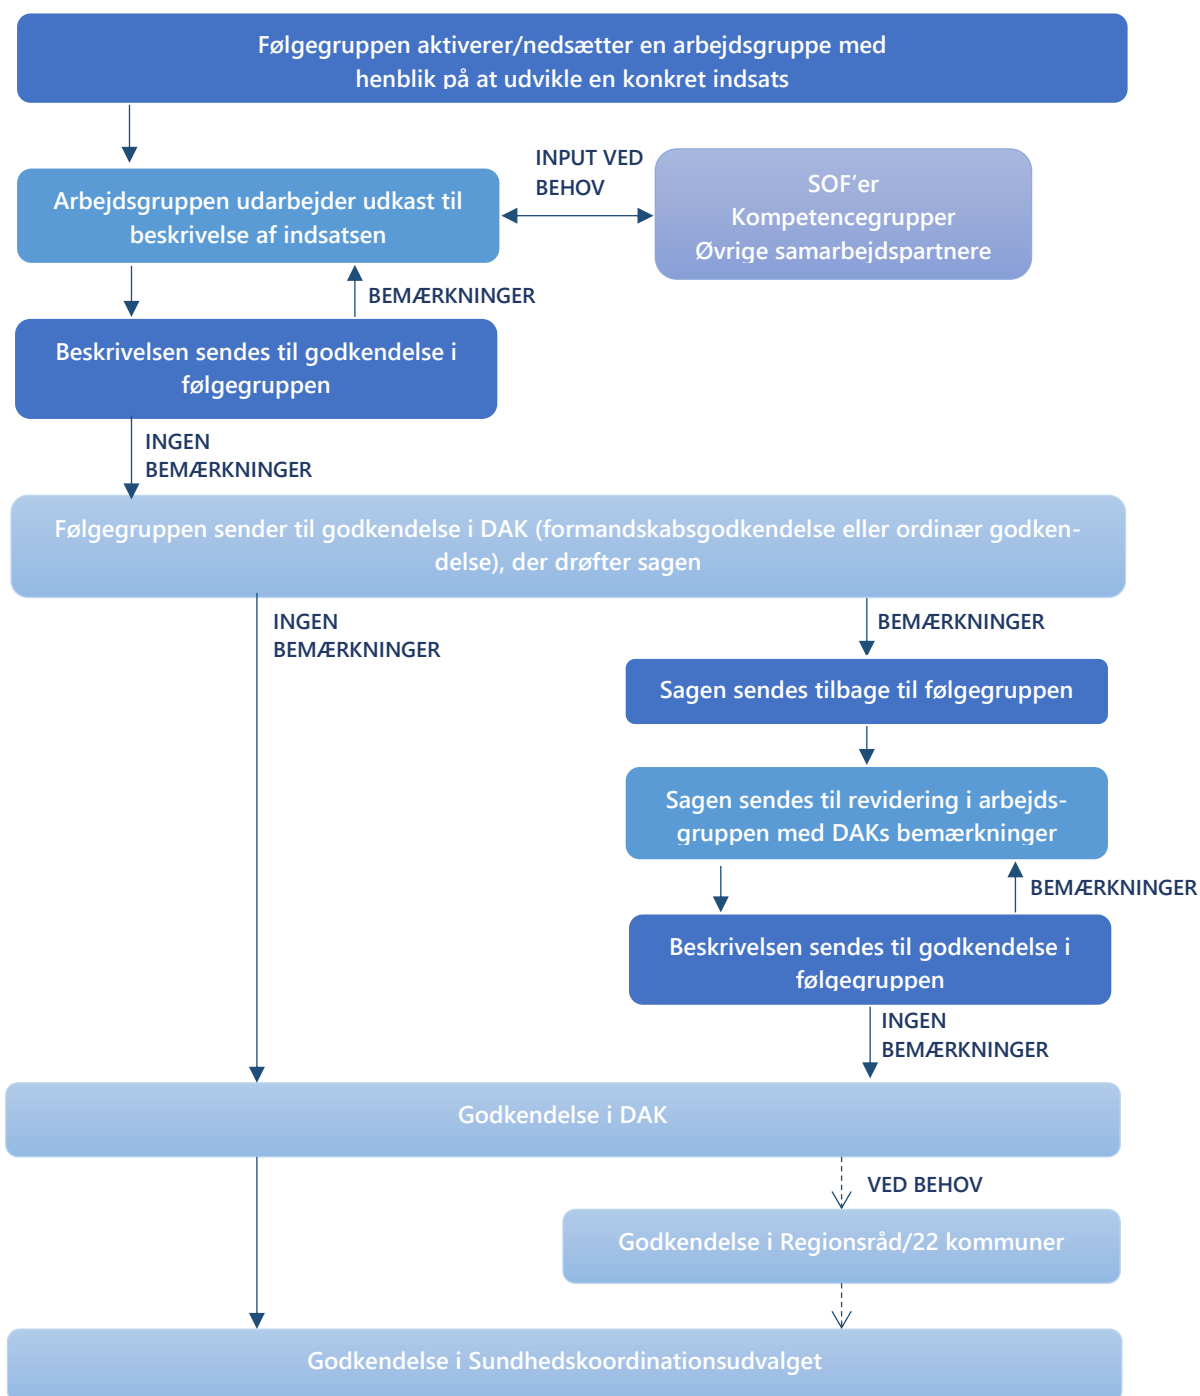 Følgegruppen aktiverer/nedsætter en arbejdsgruppe med
henblik på at udvikle en konkret indsats
Arbejdsgruppen udarbejder udkast til
beskrivelse af indsatsen
INPUT VED
BEHOV
SOF’er
Kompetencegrupper
Øvrige samarbejdspartnere
BEMÆRKNINGER
Beskrivelsen sendes til godkendelse i
følgegruppen
INGEN
BEMÆRKNINGER
Følgegruppen sender til godkendelse i DAK (formandskabsgodkendelse eller ordinær godken-
delse), der drøfter sagen
INGEN
BEMÆRKNINGER
BEMÆRKNINGER
Sagen sendes tilbage til følgegruppen
Sagen sendes til revidering i arbejds-
gruppen med DAKs bemærkninger
BEMÆRKNINGER
Beskrivelsen sendes til godkendelse i
følgegruppen
INGEN
BEMÆRKNINGER
Godkendelse i DAK
VED BEHOV
Godkendelse i Regionsråd/22 kommuner
Godkendelse i Sundhedskoordinationsudvalget